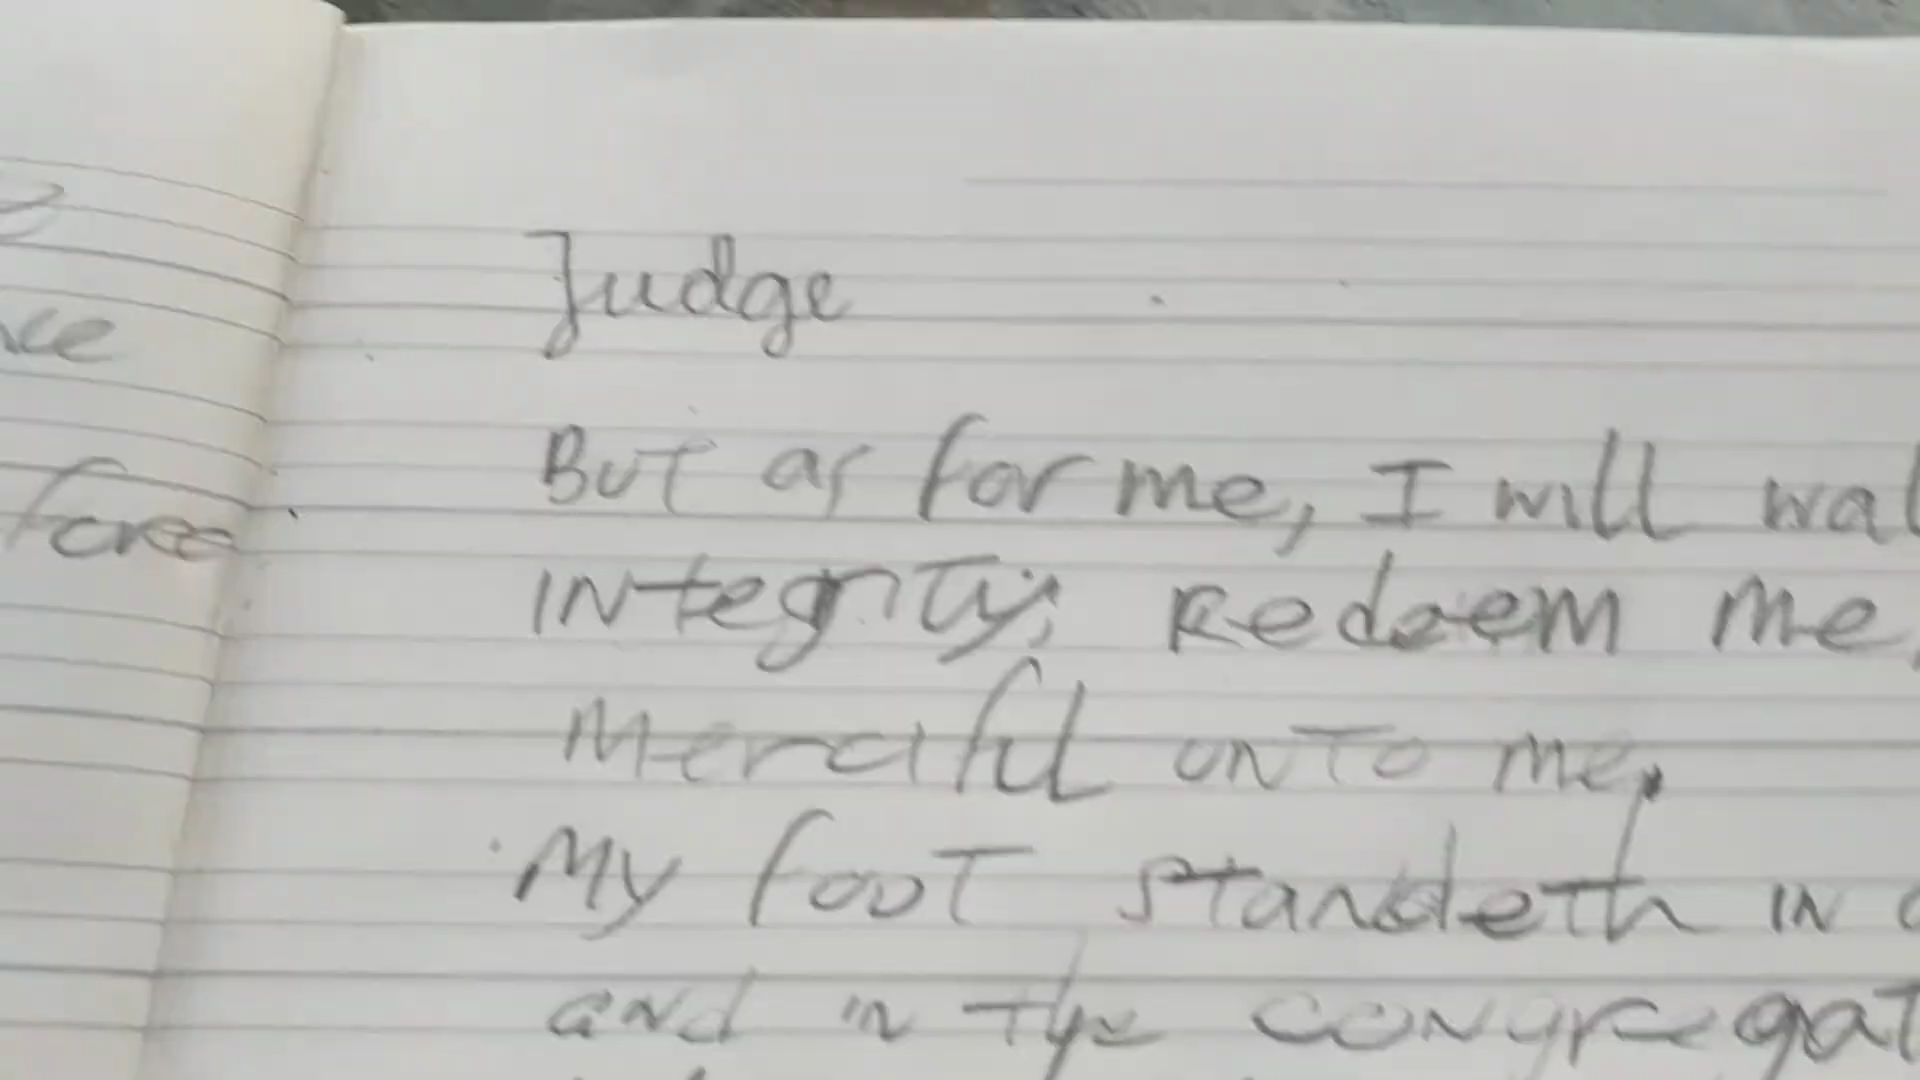 Judge
But as for me, I will wal
integrity; Redeem me,
Merciful onto me,
My foot standeth in
and in the congregat